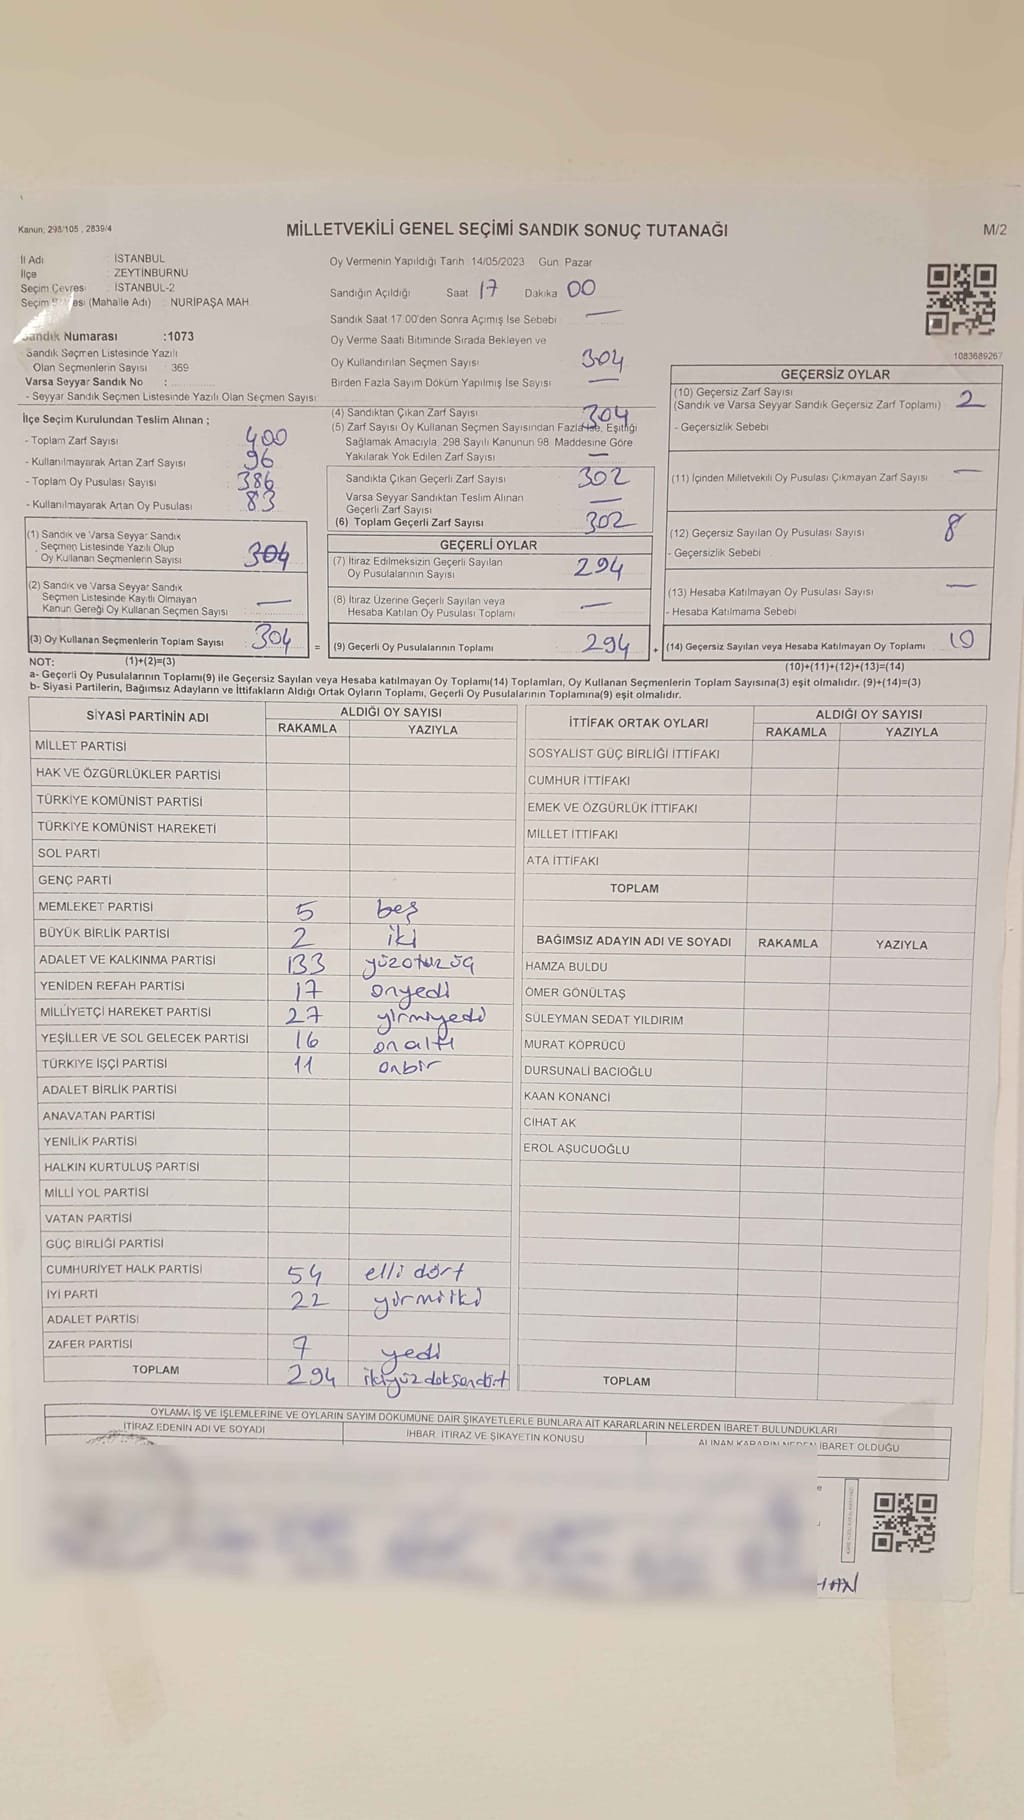 Kanun; 298/105 , 2839/4
MİLLETVEKİLİ GENEL SEÇİMİ SANDIK SONUÇ TUTANAĞI
M/2
İl Adı İSTANBUL
İlçe ZEYTİNBURNU
Seçim Çevresi İSTANBUL-2
(Mahalle Adı) NURİPAŞA MAH
Sandık Numarası :1073
Sandık Seçmen Listesinde Yazılı
Olan Seçmenlerin Sayısı 369
Varsa Seyyar Sandık No :
- Seyyar Sandık Seçmen Listesinde Yazılı Olan Seçmen Sayısı
Oy Vermenin Yapıldığı Tarih 14/05/2023 Gün Pazar
Sandığın Açıldığı Saat 17 Dakika 00
Sandık Saat 17.00'den Sonra Açımış İse Sebebi —
Oy Verme Saati Bitiminde Sırada Bekleyen ve
Oy Kullandırılan Seçmen Sayısı 304
Birden Fazla Sayım Döküm Yapılmış İse Sayısı —
1083689267
İlçe Seçim Kurulundan Teslim Alınan ;
- Toplam Zarf Sayısı 400
- Kullanılmayarak Artan Zarf Sayısı 96
- Toplam Oy Pusulası Sayısı 386
- Kullanılmayarak Artan Oy Pusulası 83
(1) Sandık ve Varsa Seyyar Sandık
Seçmen Listesinde Yazılı Olup
Oy Kullanan Seçmenlerin Sayısı 304
(2) Sandık ve Varsa Seyyar Sandık
Seçmen Listesinde Kayıtlı Olmayan
Kanun Gereği Oy Kullanan Seçmen Sayısı —
(3) Oy Kullanan Seçmenlerin Toplam Sayısı 304 =
(4) Sandıktan Çıkan Zarf Sayısı 304
(5) Zarf Sayısı Oy Kullanan Seçmen Sayısından Fazla İse, Eşitliği
Sağlamak Amacıyla, 298 Sayılı Kanunun 98. Maddesine Göre
Yakılarak Yok Edilen Zarf Sayısı —
Sandıkta Çıkan Geçerli Zarf Sayısı 302
Varsa Seyyar Sandıktan Teslim Alınan
Geçerli Zarf Sayısı —
(6) Toplam Geçerli Zarf Sayısı 302
GEÇERLİ OYLAR
(7) İtiraz Edilmeksizin Geçerli Sayılan
Oy Pusulalarının Sayısı 294
(8) İtiraz Üzerine Geçerli Sayılan veya
Hesaba Katılan Oy Pusulası Toplamı —
(9) Geçerli Oy Pusulalarının Toplamı 294 +
GEÇERSİZ OYLAR
(10) Geçersiz Zarf Sayısı 2
(Sandık ve Varsa Seyyar Sandık Geçersiz Zarf Toplamı)
- Geçersizlik Sebebi
(11) İçinden Milletvekili Oy Pusulası Çıkmayan Zarf Sayısı —
(12) Geçersiz Sayılan Oy Pusulası Sayısı 8
- Geçersizlik Sebebi
(13) Hesaba Katılmayan Oy Pusulası Sayısı —
- Hesaba Katılmama Sebebi
(14) Geçersiz Sayılan veya Hesaba Katılmayan Oy Toplamı 10
NOT: (1)+(2)=(3)
(10)+(11)+(12)+(13)=(14)
a- Geçerli Oy Pusulalarının Toplamı(9) ile Geçersiz Sayılan veya Hesaba katılmayan Oy Toplamı(14) Toplamları, Oy Kullanan Seçmenlerin Toplam Sayısına(3) eşit olmalıdır. (9)+(14)=(3)
b- Siyasi Partilerin, Bağımsız Adayların ve İttifakların Aldığı Ortak Oyların Toplamı, Geçerli Oy Pusulalarının Toplamına(9) eşit olmalıdır.
SİYASİ PARTİNİN ADI ALDIĞI OY SAYISI
RAKAMLA YAZIYLA
MİLLET PARTİSİ
HAK VE ÖZGÜRLÜKLER PARTİSİ
TÜRKİYE KOMÜNİST PARTİSİ
TÜRKİYE KOMÜNİST HAREKETİ
SOL PARTİ
GENÇ PARTİ
MEMLEKET PARTİSİ 5 beş
BÜYÜK BİRLİK PARTİSİ 2 iki
ADALET VE KALKINMA PARTİSİ 133 yüzotuzüç
YENİDEN REFAH PARTİSİ 17 onyedi
MİLLİYETÇİ HAREKET PARTİSİ 27 yirmiyedi
YEŞİLLER VE SOL GELECEK PARTİSİ 16 onaltı
TÜRKİYE İŞÇİ PARTİSİ 11 onbir
ADALET BİRLİK PARTİSİ
ANAVATAN PARTİSİ
YENİLİK PARTİSİ
HALKIN KURTULUŞ PARTİSİ
MİLLİ YOL PARTİSİ
VATAN PARTİSİ
GÜÇ BİRLİĞİ PARTİSİ
CUMHURİYET HALK PARTİSİ 54 elli dört
İYİ PARTİ 22 yirmiiki
ADALET PARTİSİ
ZAFER PARTİSİ 7 yedi
TOPLAM 294 ikiyüzdoksandört
İTTİFAK ORTAK OYLARI ALDIĞI OY SAYISI
RAKAMLA YAZIYLA
SOSYALİST GÜÇ BİRLİĞİ İTTİFAKI
CUMHUR İTTİFAKI
EMEK VE ÖZGÜRLÜK İTTİFAKI
MİLLET İTTİFAKI
ATA İTTİFAKI
TOPLAM
BAĞIMSIZ ADAYIN ADI VE SOYADI RAKAMLA YAZIYLA
HAMZA BULDU
ÖMER GÖNÜLTAŞ
SÜLEYMAN SEDAT YILDIRIM
MURAT KÖPRÜCÜ
DURSUNALİ BACIOĞLU
KAAN KONANCİ
CİHAT AK
EROL AŞUCUOĞLU
TOPLAM
OYLAMA İŞ VE İŞLEMLERİNE VE OYLARIN SAYIM DÖKÜMÜNE DAİR ŞİKAYETLERLE BUNLARA AİT KARARLARIN NELERDEN İBARET BULUNDUKLARI
İTİRAZ EDENİN ADI VE SOYADI İHBAR, İTİRAZ VE ŞİKAYETİN KONUSU ALINAN KARARIN NEDEN İBARET OLDUĞU
HAN